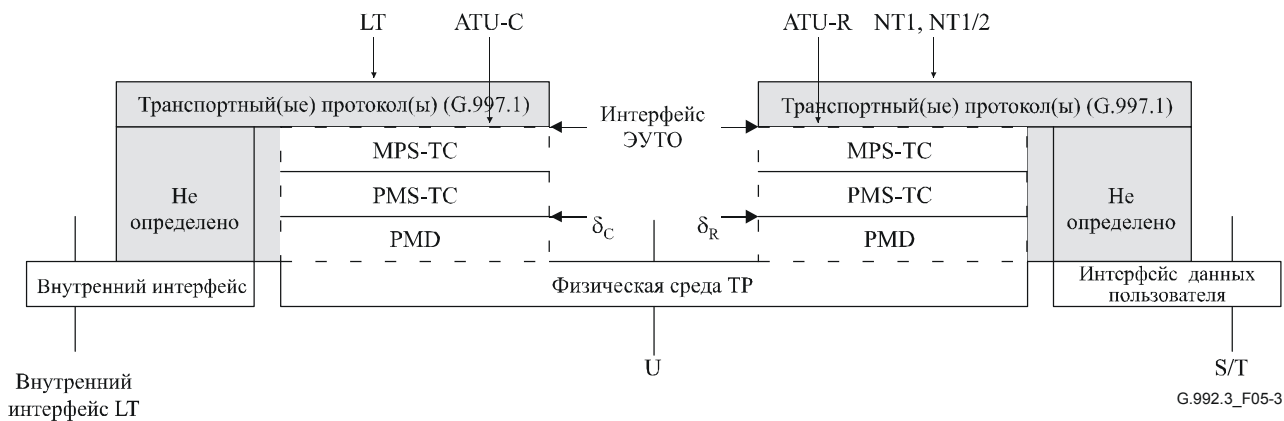 LT
ATU-C
ATU-R
NT1, NT1/2
Транспортный(ые) протокол(ы) (G.997.1)
Транспортный(ые) протокол(ы) (G.997.1)
Интерфейс
ЭУТО
MPS-TC
MPS-TC
Не
определено
PMS-TC
PMS-TC
Не
определено
δC
δR
PMD
PMD
Внутренний интерфейс
Физическая среда TP
Интерфейс данных
пользователя
U
S/T
Внутренний
интерфейс LT
G.992.3_F05-3